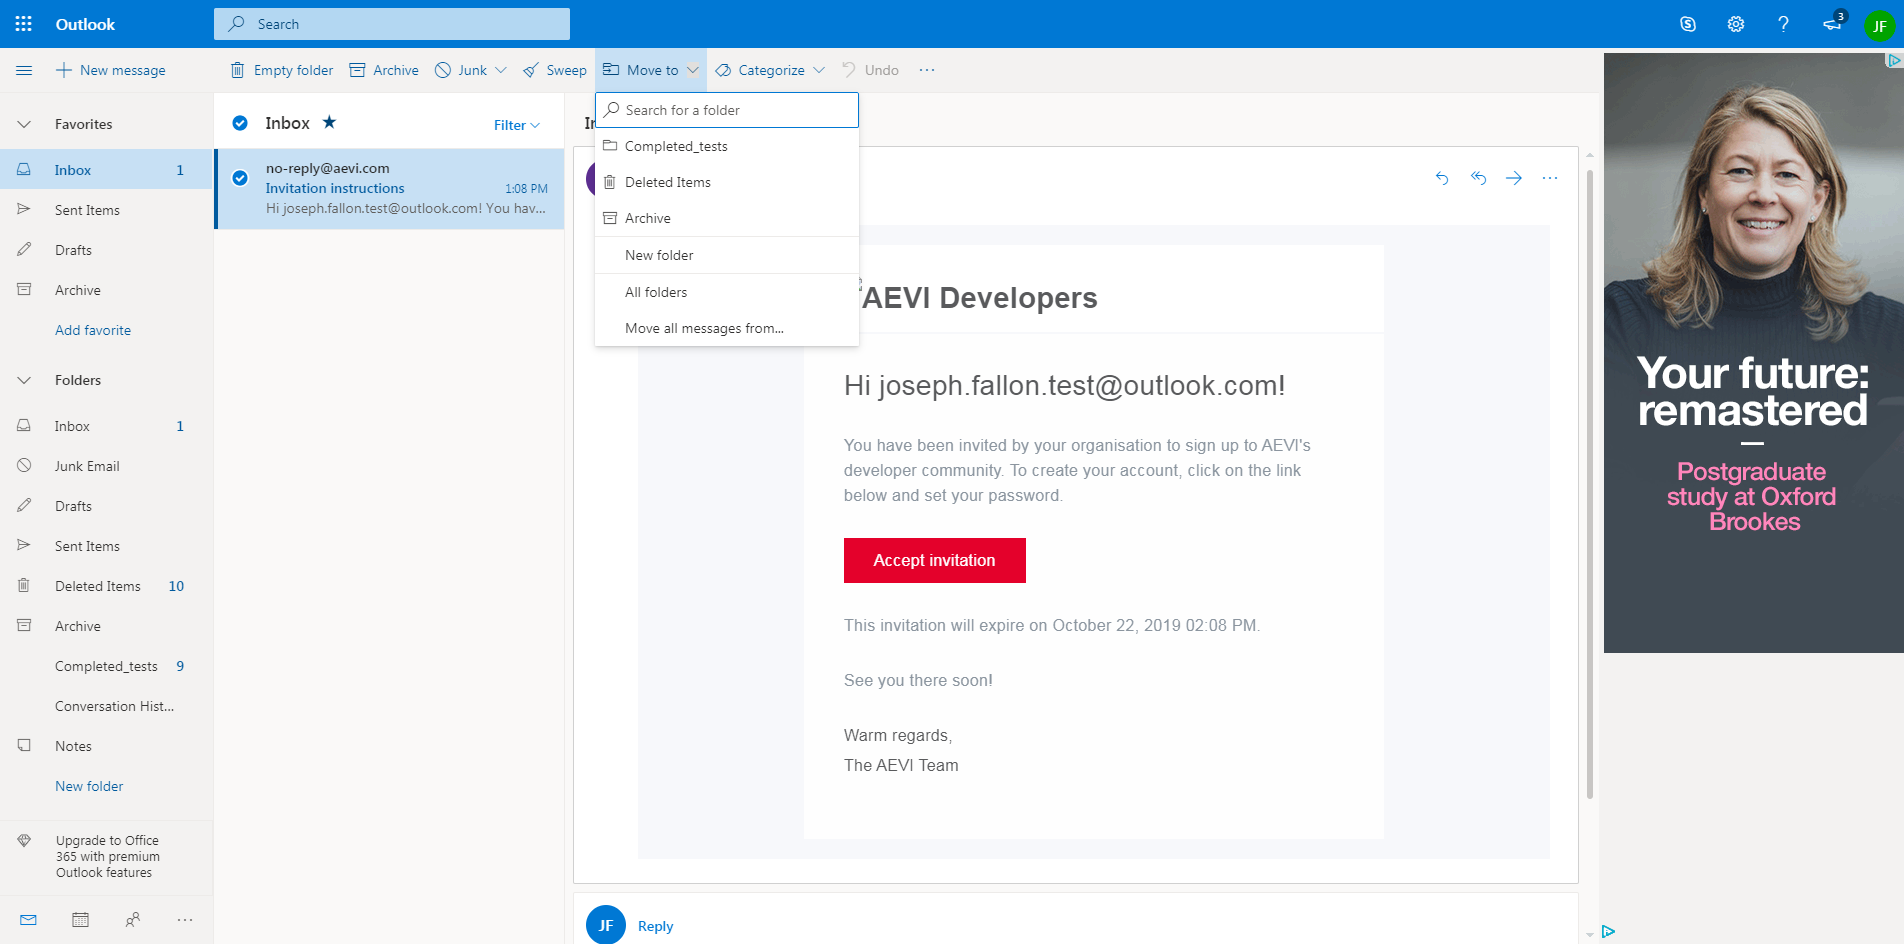 Outlook
Search
3
JF
New message
Empty folder
Archive
Junk
Sweep
Move to
Categorize
Undo
Search for a folder
Completed_tests
Deleted Items
Archive
New folder
All folders
Move all messages from...
Favorites
Inbox 1
Sent Items
Drafts
Archive
Add favorite
Folders
Inbox 1
Junk Email
Drafts
Sent Items
Deleted Items 10
Archive
Completed_tests 9
Conversation Hist...
Notes
New folder
Upgrade to Office
365 with premium
Outlook features
Inbox
Filter
no-reply@aevi.com
Invitation instructions 1:08 PM
Hi joseph.fallon.test@outlook.com! You hav...
AEVI Developers
Hi joseph.fallon.test@outlook.com!
You have been invited by your organisation to sign up to AEVI's
developer community. To create your account, click on the link
below and set your password.
Accept invitation
This invitation will expire on October 22, 2019 02:08 PM.
See you there soon!
Warm regards,
The AEVI Team
JF
Reply
Your future:
remastered
Postgraduate
study at Oxford
Brookes